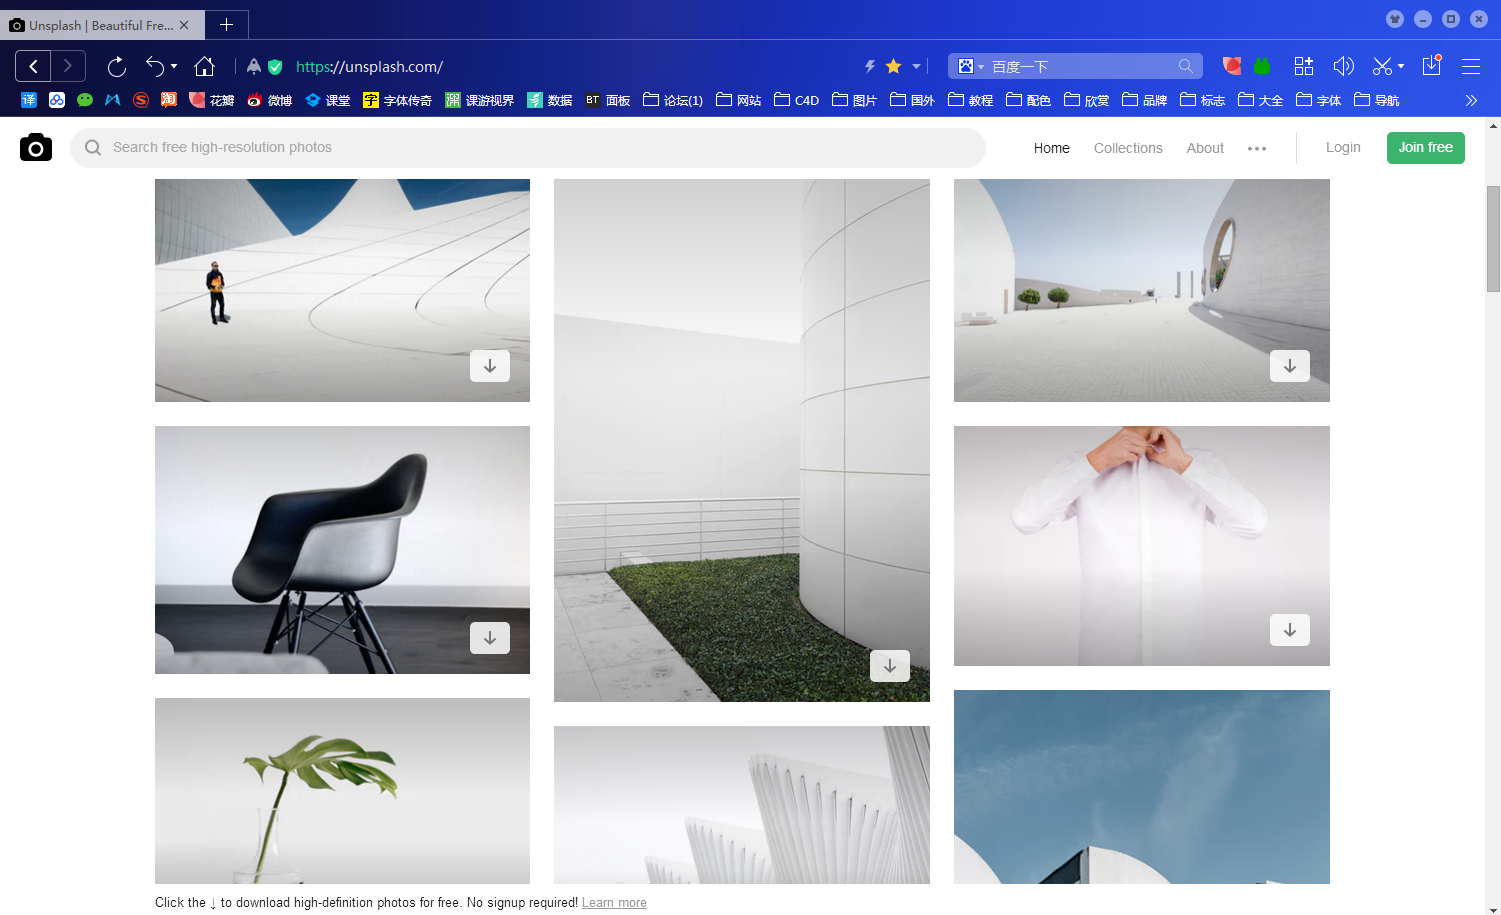 Unsplash | Beautiful Fre...
https://unsplash.com/
百度一下
译 花瓣 微博 课堂 字 字体传奇 课游视界 数据 BT 面板 论坛(1) 网站 C4D 图片 国外 教程 配色 欣赏 品牌 标志 大全 字体 导航
Search free high-resolution photos
Home Collections About Login Join free
Click the ↓ to download high-definition photos for free. No signup required! Learn more